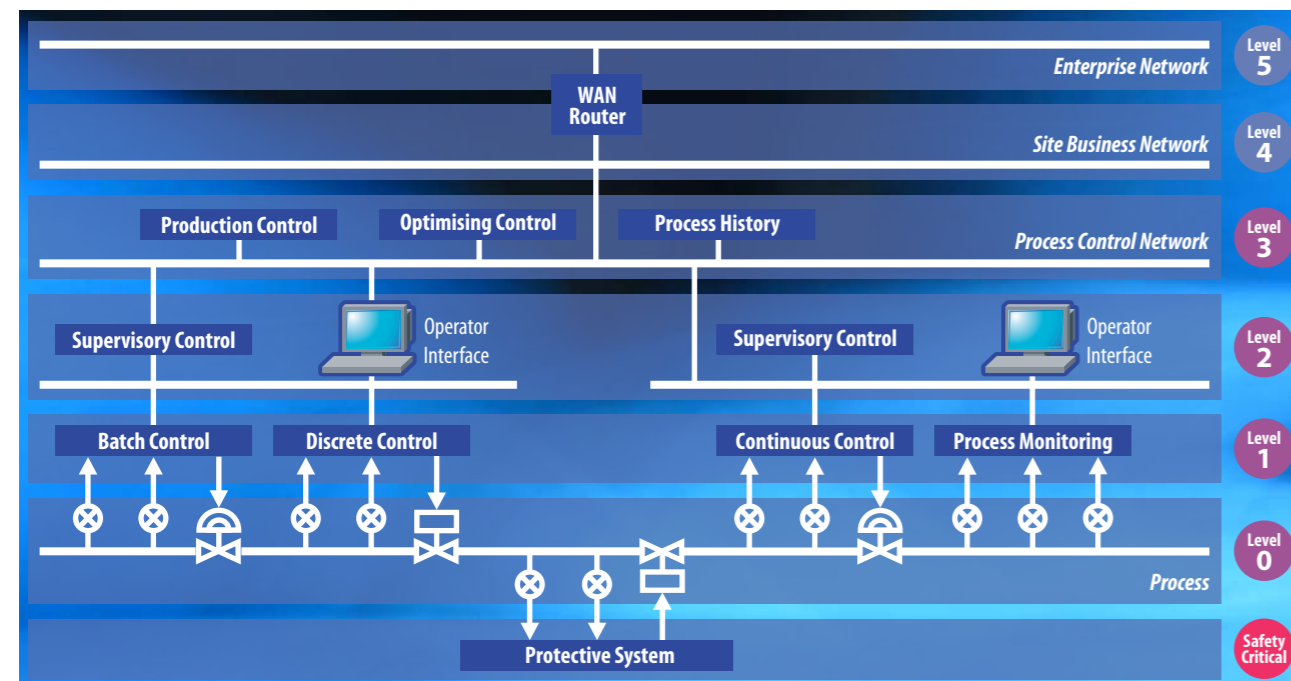 Enterprise Network
Level
5
WAN
Router
Site Business Network
Level
4
Production Control
Optimising Control
Process History
Process Control Network
Level
3
Supervisory Control
Operator
Interface
Supervisory Control
Operator
Interface
Level
2
Batch Control
Discrete Control
Continuous Control
Process Monitoring
Level
1
Level
0
Process
Protective System
Safety
Critical